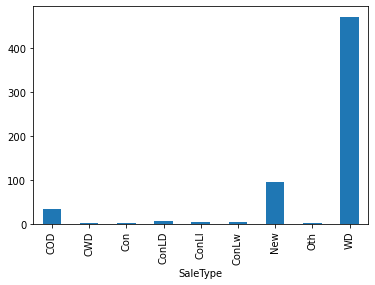 400
300
200
100
0
COD
CWD
Con
ConLD
ConLI
ConLw
New
Oth
WD
SaleType